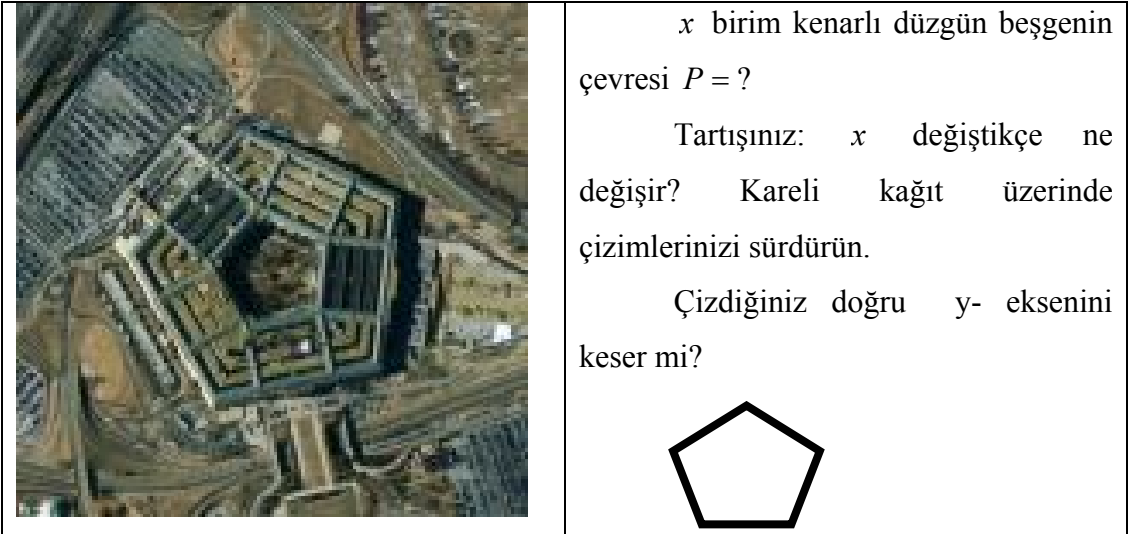 x birim kenarlı düzgün beşgenin
çevresi P = ?
Tartışınız: x değiştikçe ne
değişir? Kareli kağıt üzerinde
çizimlerinizi sürdürün.
Çizdiğiniz doğru y- eksenini
keser mi?